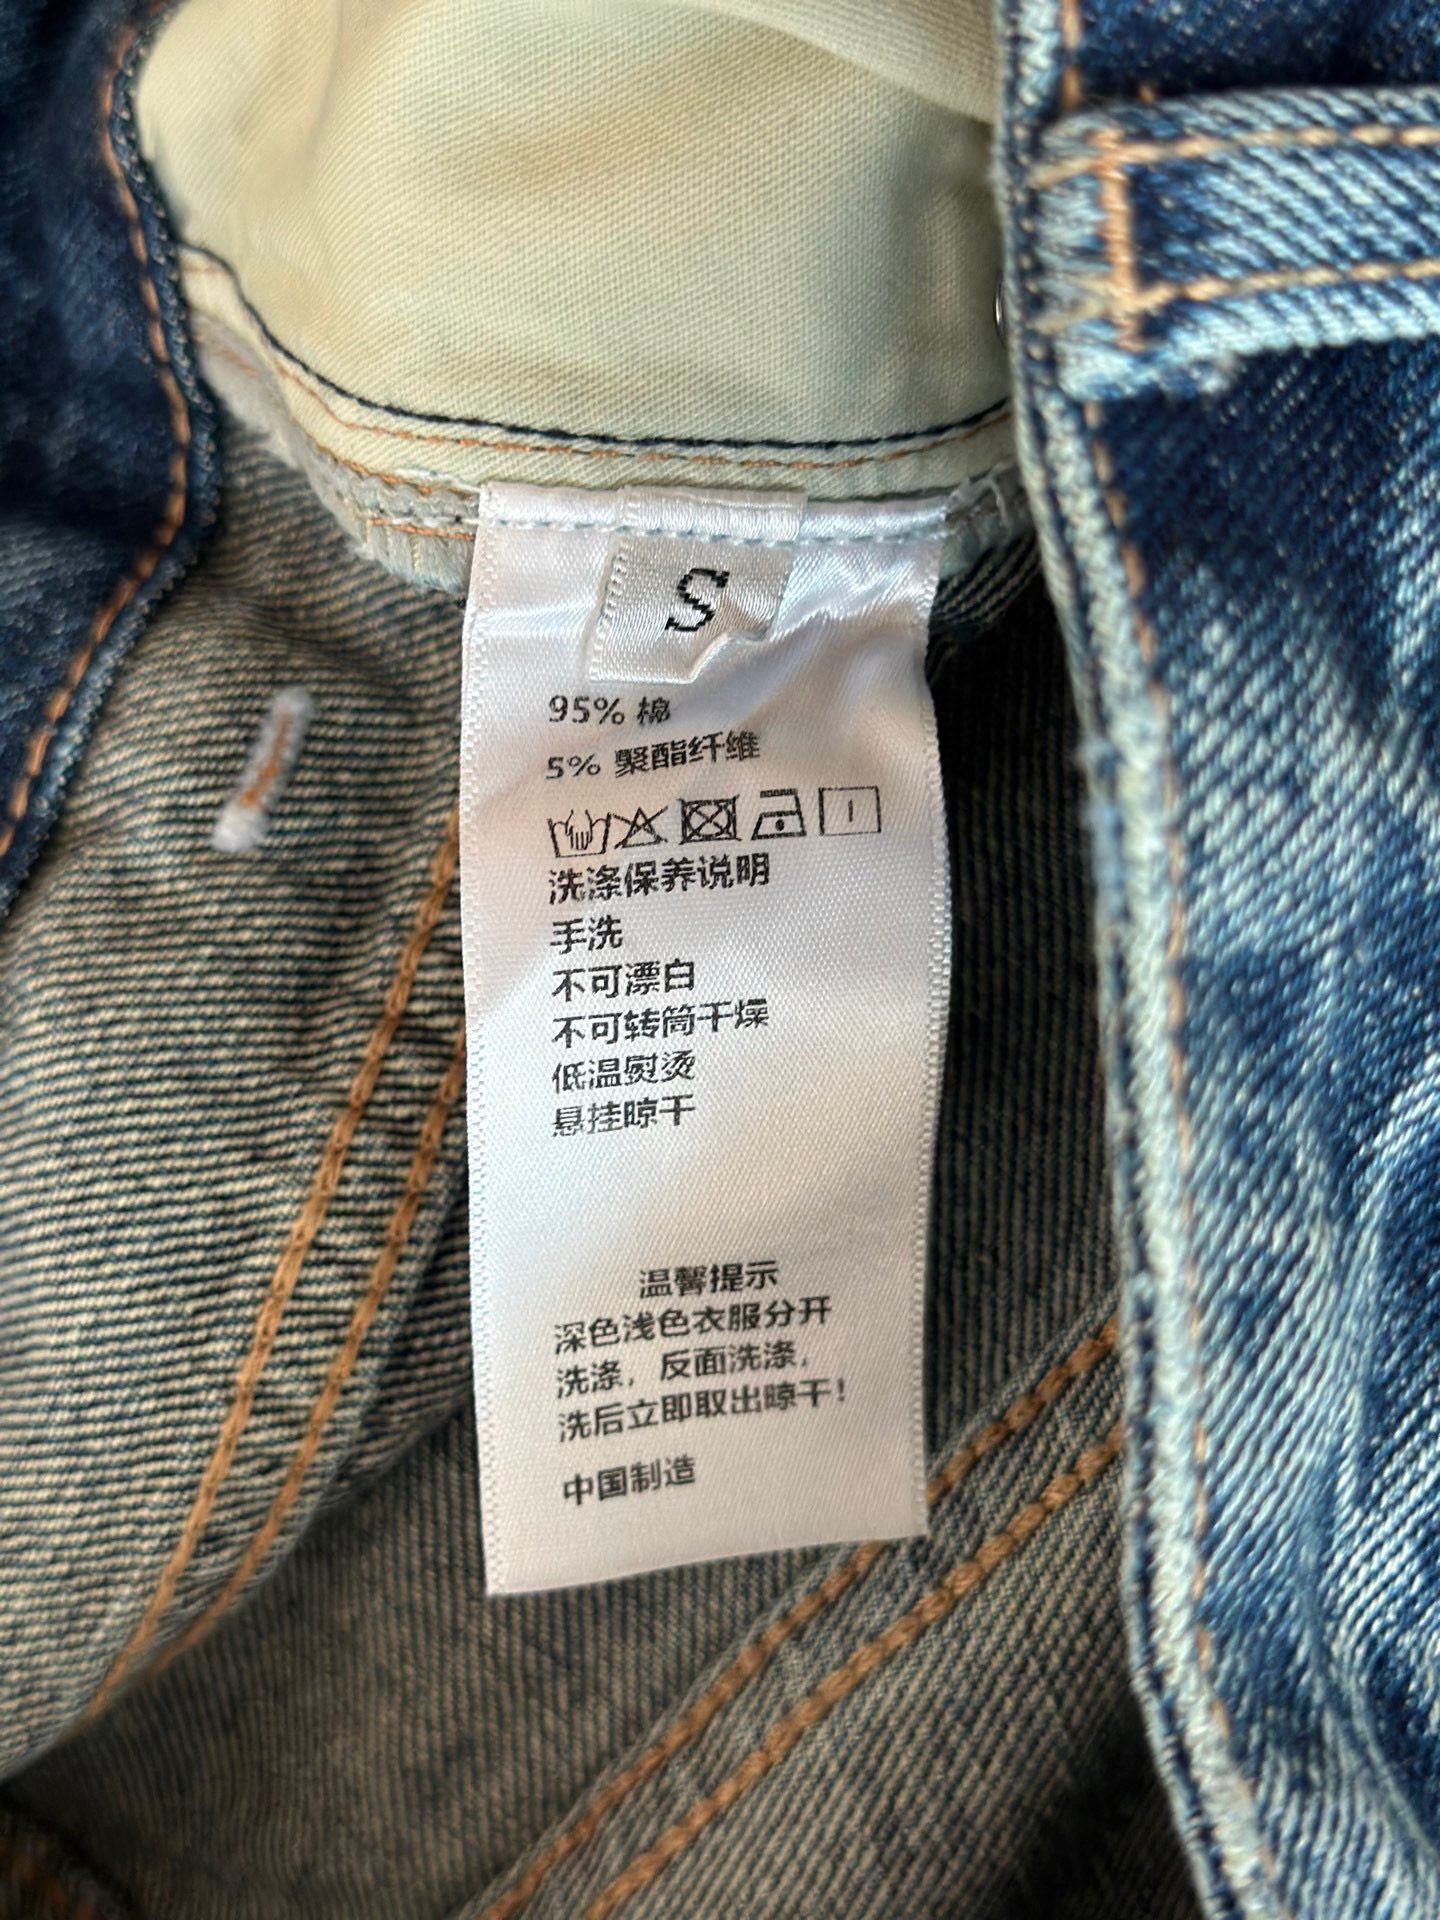 S
95% 棉
5% 聚酯纤维
洗涤保养说明
手洗
不可漂白
不可转筒干燥
低温熨烫
悬挂晾干
温馨提示
深色浅色衣服分开
洗涤，反面洗涤，
洗后立即取出晾干！
中国制造